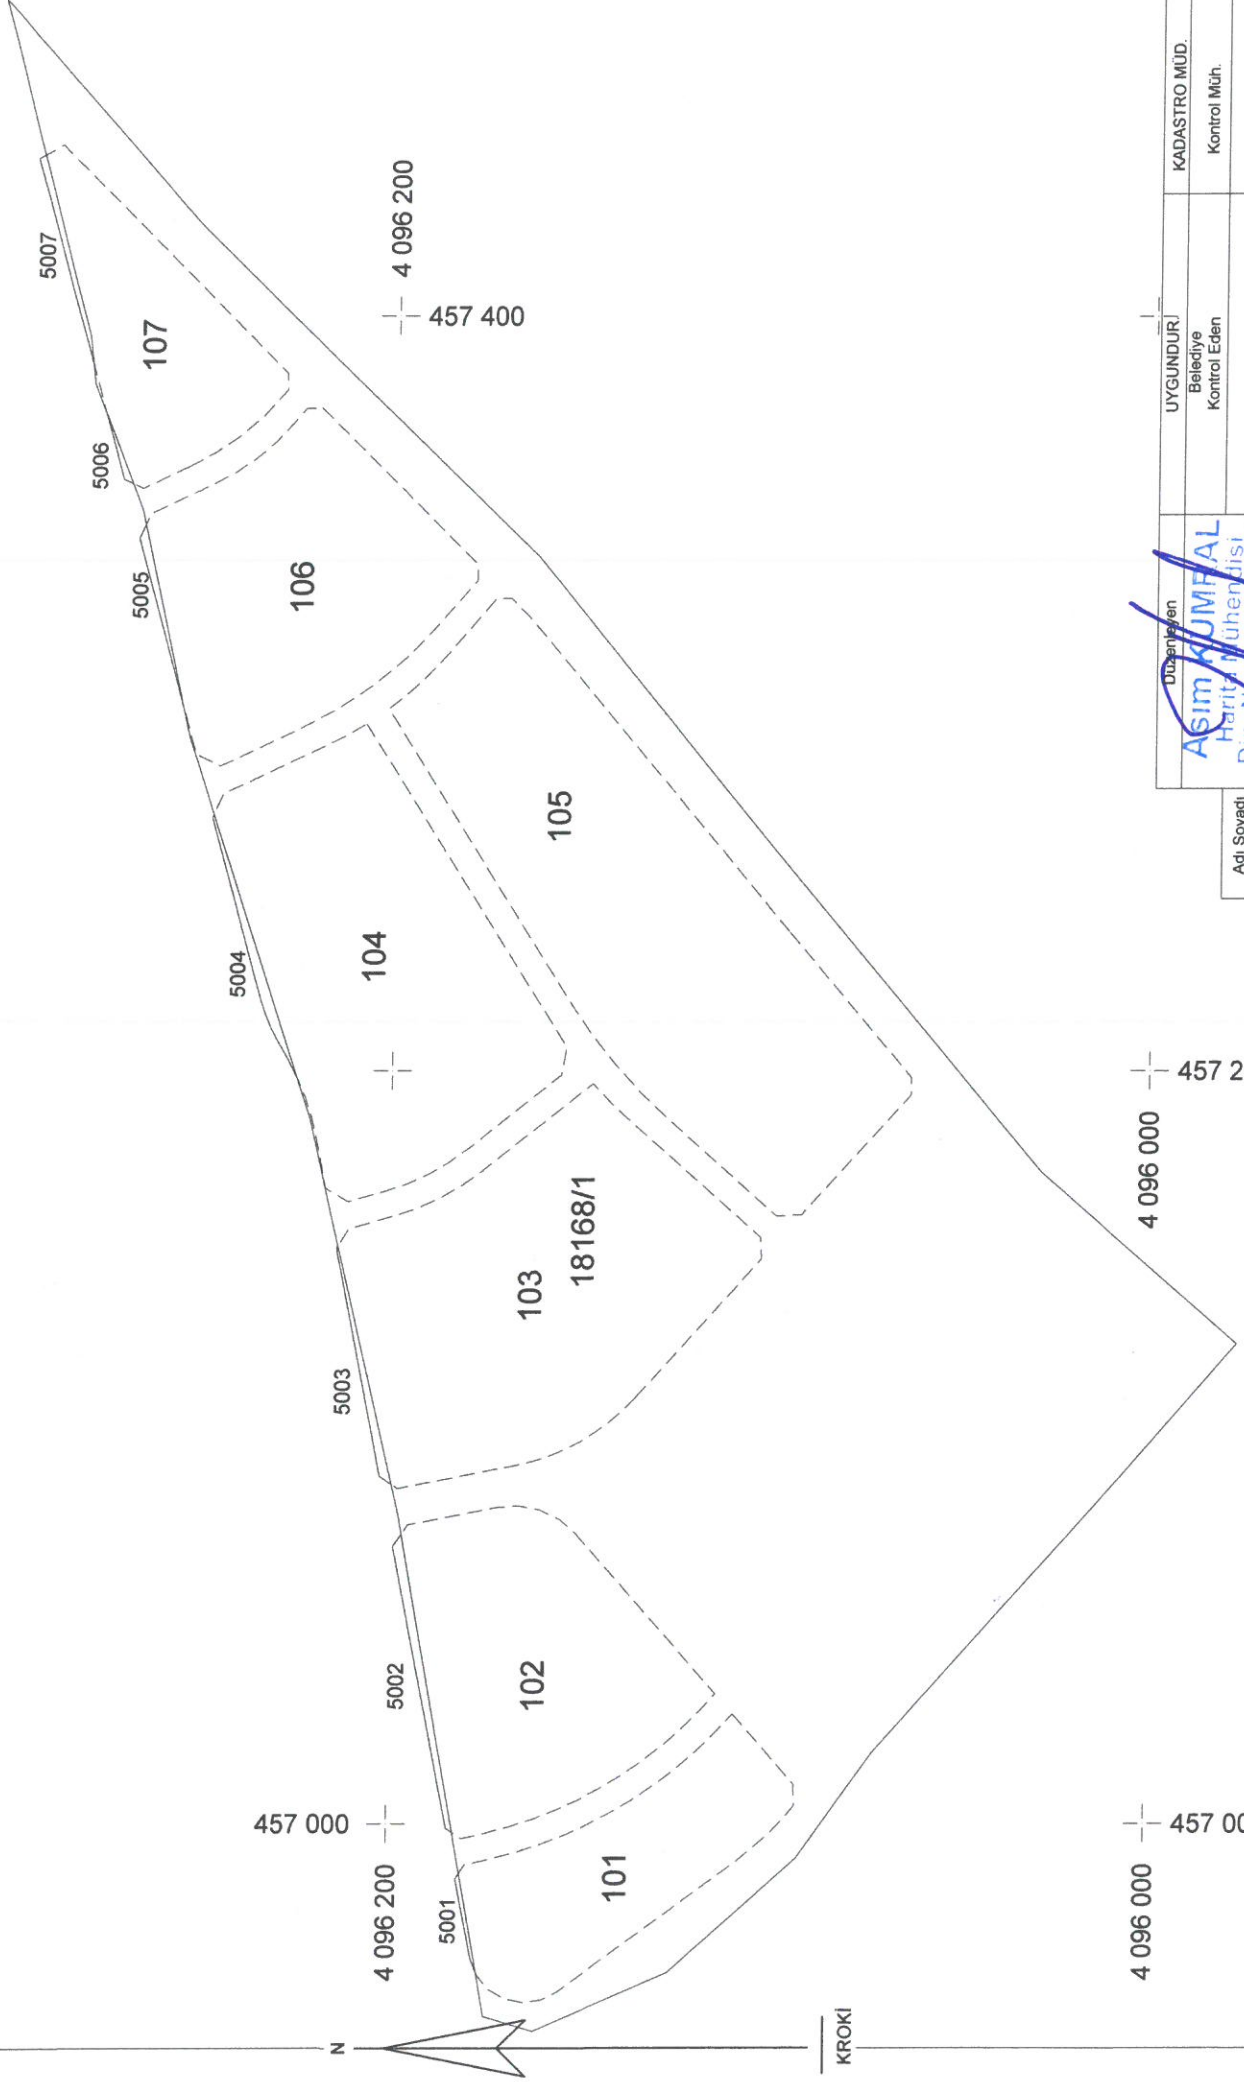 5007
107
4 096 200
457 400
5006
5005
106
105
5004
104
103
18168/1
5003
5002
102
101
5001
457 000
4 096 200
4 096 000
457 2
4 096 000
457 00
N
KROKİ
Düzenleyen
UYGUNDUR
KADASTRO MÜD.
Belediye
Kontrol Eden
Kontrol Müh.
Asım KUMRAL
Harita Mühendisi
Adı Soyadı